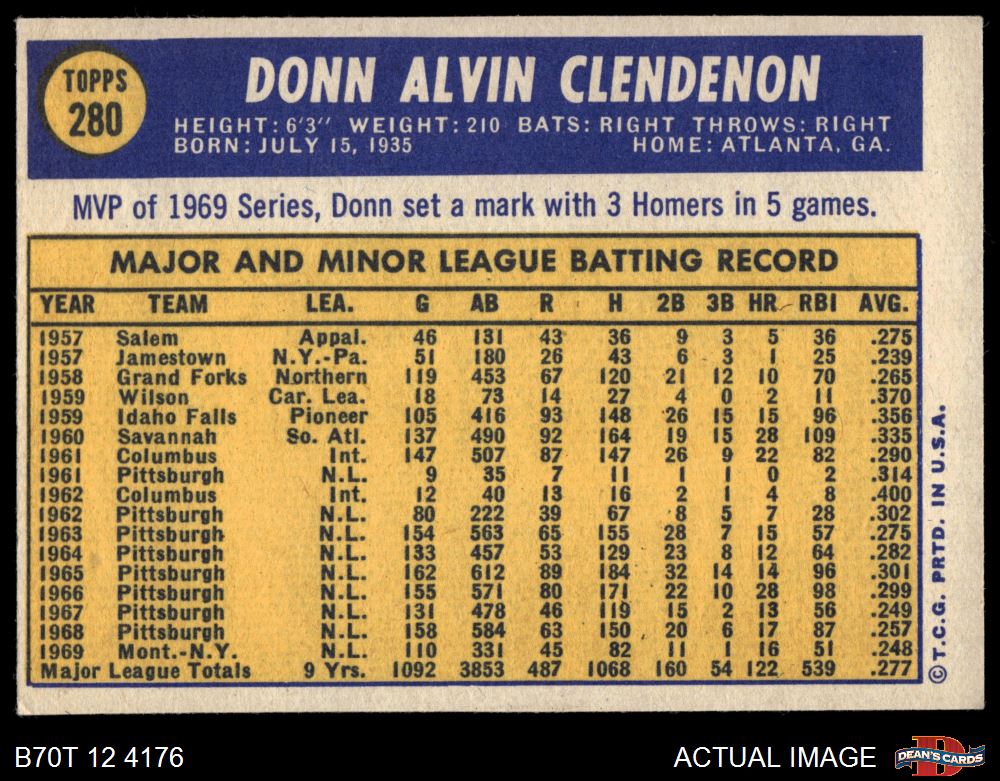 TOPPS
280
DONN ALVIN CLENDENON
HEIGHT: 6'3" WEIGHT: 210 BATS: RIGHT THROWS: RIGHT
BORN: JULY 15, 1935 HOME: ATLANTA, GA.
MVP of 1969 Series, Donn set a mark with 3 Homers in 5 games.
MAJOR AND MINOR LEAGUE BATTING RECORD
YEAR TEAM LEA. G AB R H 2B 3B HR RBI AVG.
1957 Salem Appal. 46 131 43 36 9 3 5 36 .275
1957 Jamestown N.Y.-Pa. 51 180 26 43 6 3 1 25 .239
1958 Grand Forks Northern 119 453 67 120 21 12 10 70 .265
1959 Wilson Car. Lea. 18 73 14 27 4 0 2 11 .370
1959 Idaho Falls Pioneer 105 416 93 148 26 15 15 96 .356
1960 Savannah So. Atl. 137 490 92 164 19 15 28 109 .335
1961 Columbus Int. 147 507 87 147 26 9 22 82 .290
1961 Pittsburgh N.L. 9 35 7 11 1 1 0 2 .314
1962 Columbus Int. 12 40 13 16 2 1 4 8 .400
1962 Pittsburgh N.L. 80 222 39 67 8 5 7 28 .302
1963 Pittsburgh N.L. 154 563 65 155 28 7 15 57 .275
1964 Pittsburgh N.L. 133 457 53 129 23 8 12 64 .282
1965 Pittsburgh N.L. 162 612 89 184 32 14 14 96 .301
1966 Pittsburgh N.L. 155 571 80 171 22 10 28 98 .299
1967 Pittsburgh N.L. 131 478 46 119 15 2 13 56 .249
1968 Pittsburgh N.L. 158 584 63 150 20 6 17 87 .257
1969 Mont.-N.Y. N.L. 110 331 45 82 11 1 16 51 .248
Major League Totals 9 Yrs. 1092 3853 487 1068 160 54 122 539 .277
© T.C.G. PRTD. IN U.S.A.
B70T 12 4176
ACTUAL IMAGE
D
DEAN'S CARDS